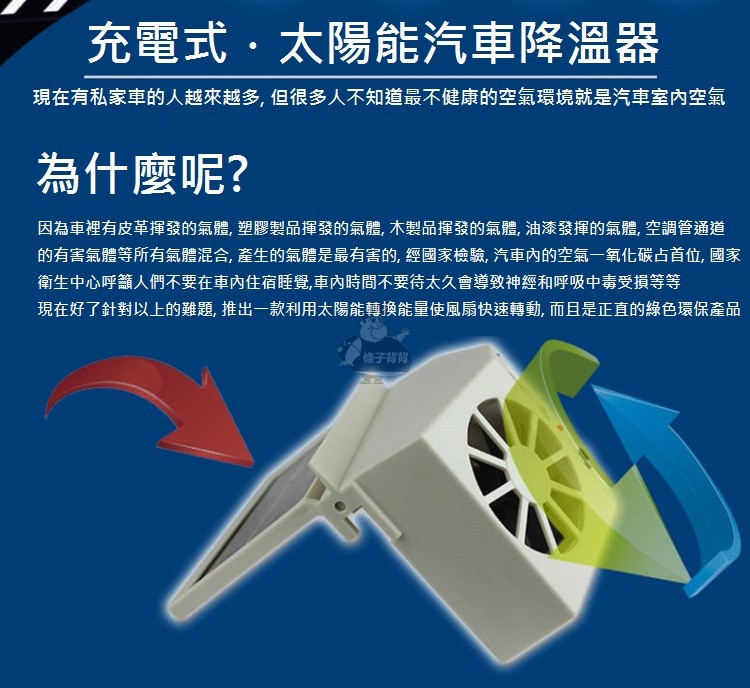 充電式·太陽能汽車降溫器
現在有私家車的人越來越多, 但很多人不知道最不健康的空氣環境就是汽車室內空氣
為什麼呢?
因為車裡有皮革揮發的氣體, 塑膠製品揮發的氣體, 木製品揮發的氣體, 油漆發揮的氣體, 空調管通道
的有害氣體等所有氣體混合, 產生的氣體是最有害的, 經國家檢驗, 汽車內的空氣一氧化碳占首位, 國家
衛生中心呼籲人們不要在車內住宿睡覺,車內時間不要待太久會導致神經和呼吸中毒受損等等
現在好了針對以上的難題, 推出一款利用太陽能轉換能量使風扇快速轉動, 而且是正直的綠色環保產品
條子背背